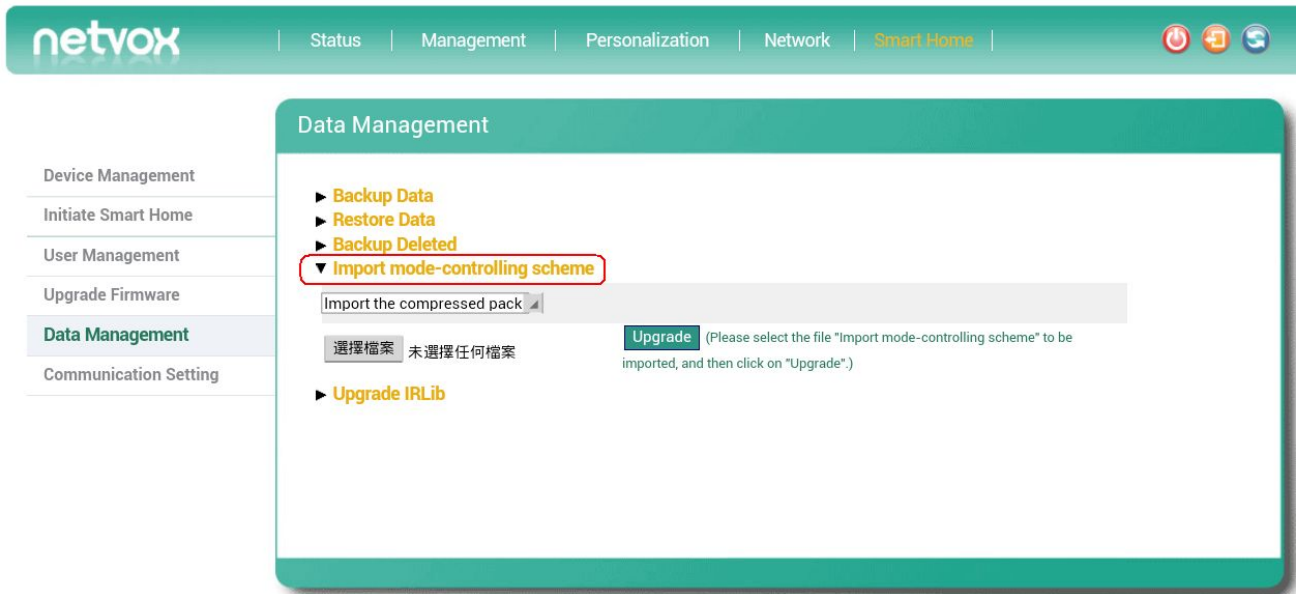 netvox
Status | Management | Personalization | Network | Smart Home
Data Management
Device Management
Initiate Smart Home
User Management
Upgrade Firmware
Data Management
Communication Setting
► Backup Data
► Restore Data
► Backup Deleted
▼ Import mode-controlling scheme
Import the compressed pack
選擇檔案 未選擇任何檔案
Upgrade (Please select the file "Import mode-controlling scheme" to be
imported, and then click on "Upgrade".)
► Upgrade IRLib